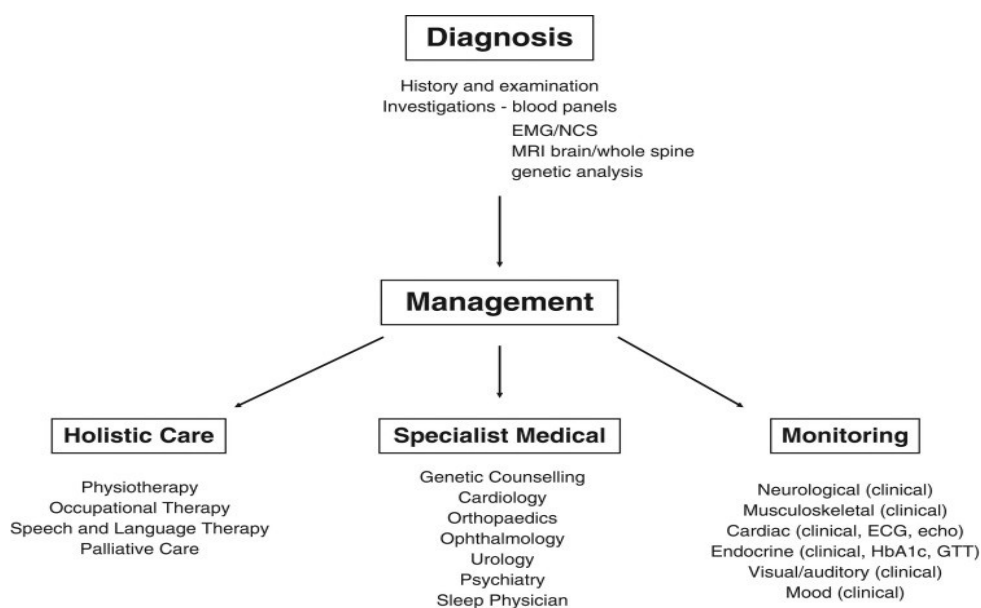 Diagnosis
History and examination
Investigations - blood panels
EMG/NCS
MRI brain/whole spine
genetic analysis
Management
Holistic Care
Physiotherapy
Occupational Therapy
Speech and Language Therapy
Palliative Care
Specialist Medical
Genetic Counselling
Cardiology
Orthopaedics
Ophthalmology
Urology
Psychiatry
Sleep Physician
Monitoring
Neurological (clinical)
Musculoskeletal (clinical)
Cardiac (clinical, ECG, echo)
Endocrine (clinical, HbA1c, GTT)
Visual/auditory (clinical)
Mood (clinical)